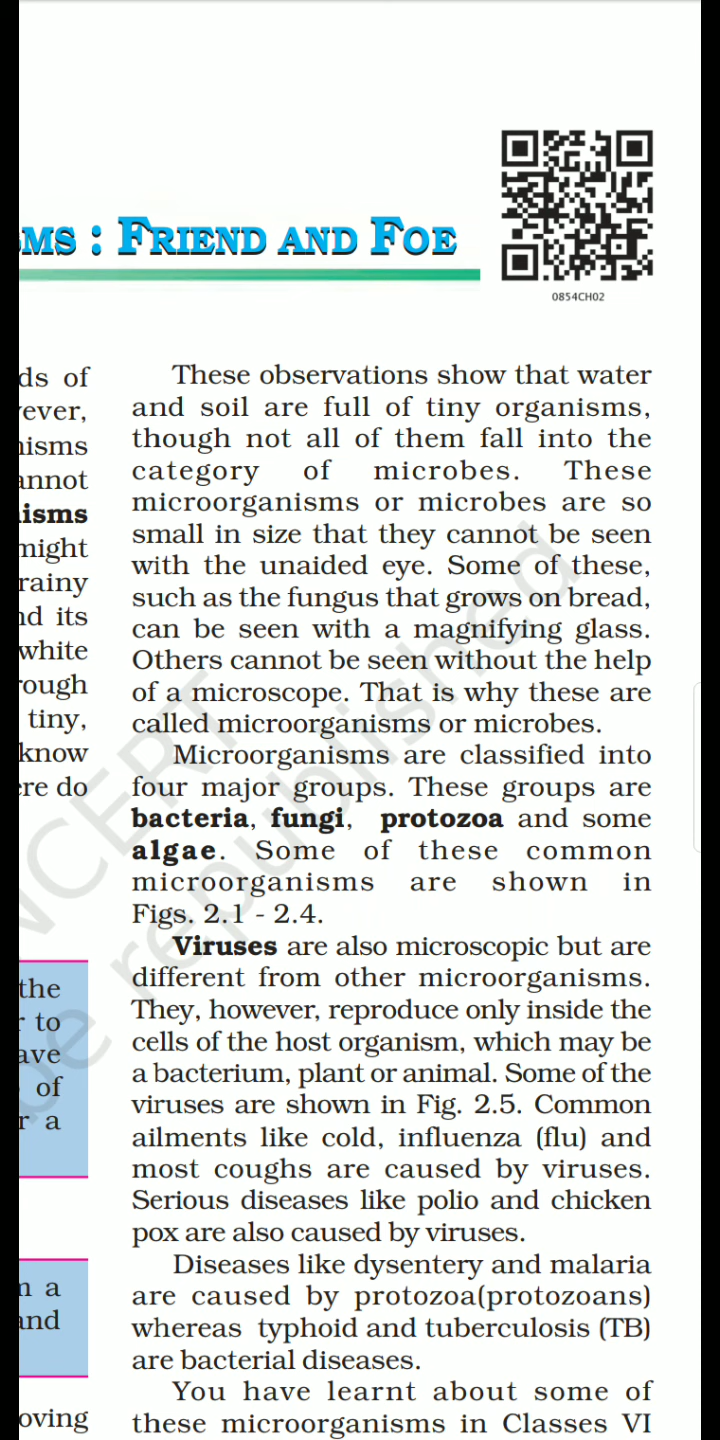 : FRIEND AND FOE
0854CH02
ds of
These observations show that water
and soil are full of tiny organisms,
though not all of them fall into the
category of microbes. These
microorganisms or microbes are so
small in size that they cannot be seen
with the unaided eye. Some of these,
such as the fungus that grows on bread,
can be seen with a magnifying glass.
Others cannot be seen without the help
of a microscope. That is why these are
called microorganisms or microbes.
Microorganisms are classified into
four major groups. These groups are
bacteria, fungi, protozoa and some
algae. Some of these common
microorganisms are shown in
Figs. 2.1 - 2.4.
Viruses are also microscopic but are
different from other microorganisms.
They, however, reproduce only inside the
cells of the host organism, which may be
a bacterium, plant or animal. Some of the
viruses are shown in Fig. 2.5. Common
ailments like cold, influenza (flu) and
most coughs are caused by viruses.
Serious diseases like polio and chicken
pox are also caused by viruses.
Diseases like dysentery and malaria
are caused by protozoa(protozoans)
whereas typhoid and tuberculosis (TB)
are bacterial diseases.
You have learnt about some of
these microorganisms in Classes VI
might
rainy
nd its
white
tiny,
know
the
to
of
a
a
and
NCERT
be republished